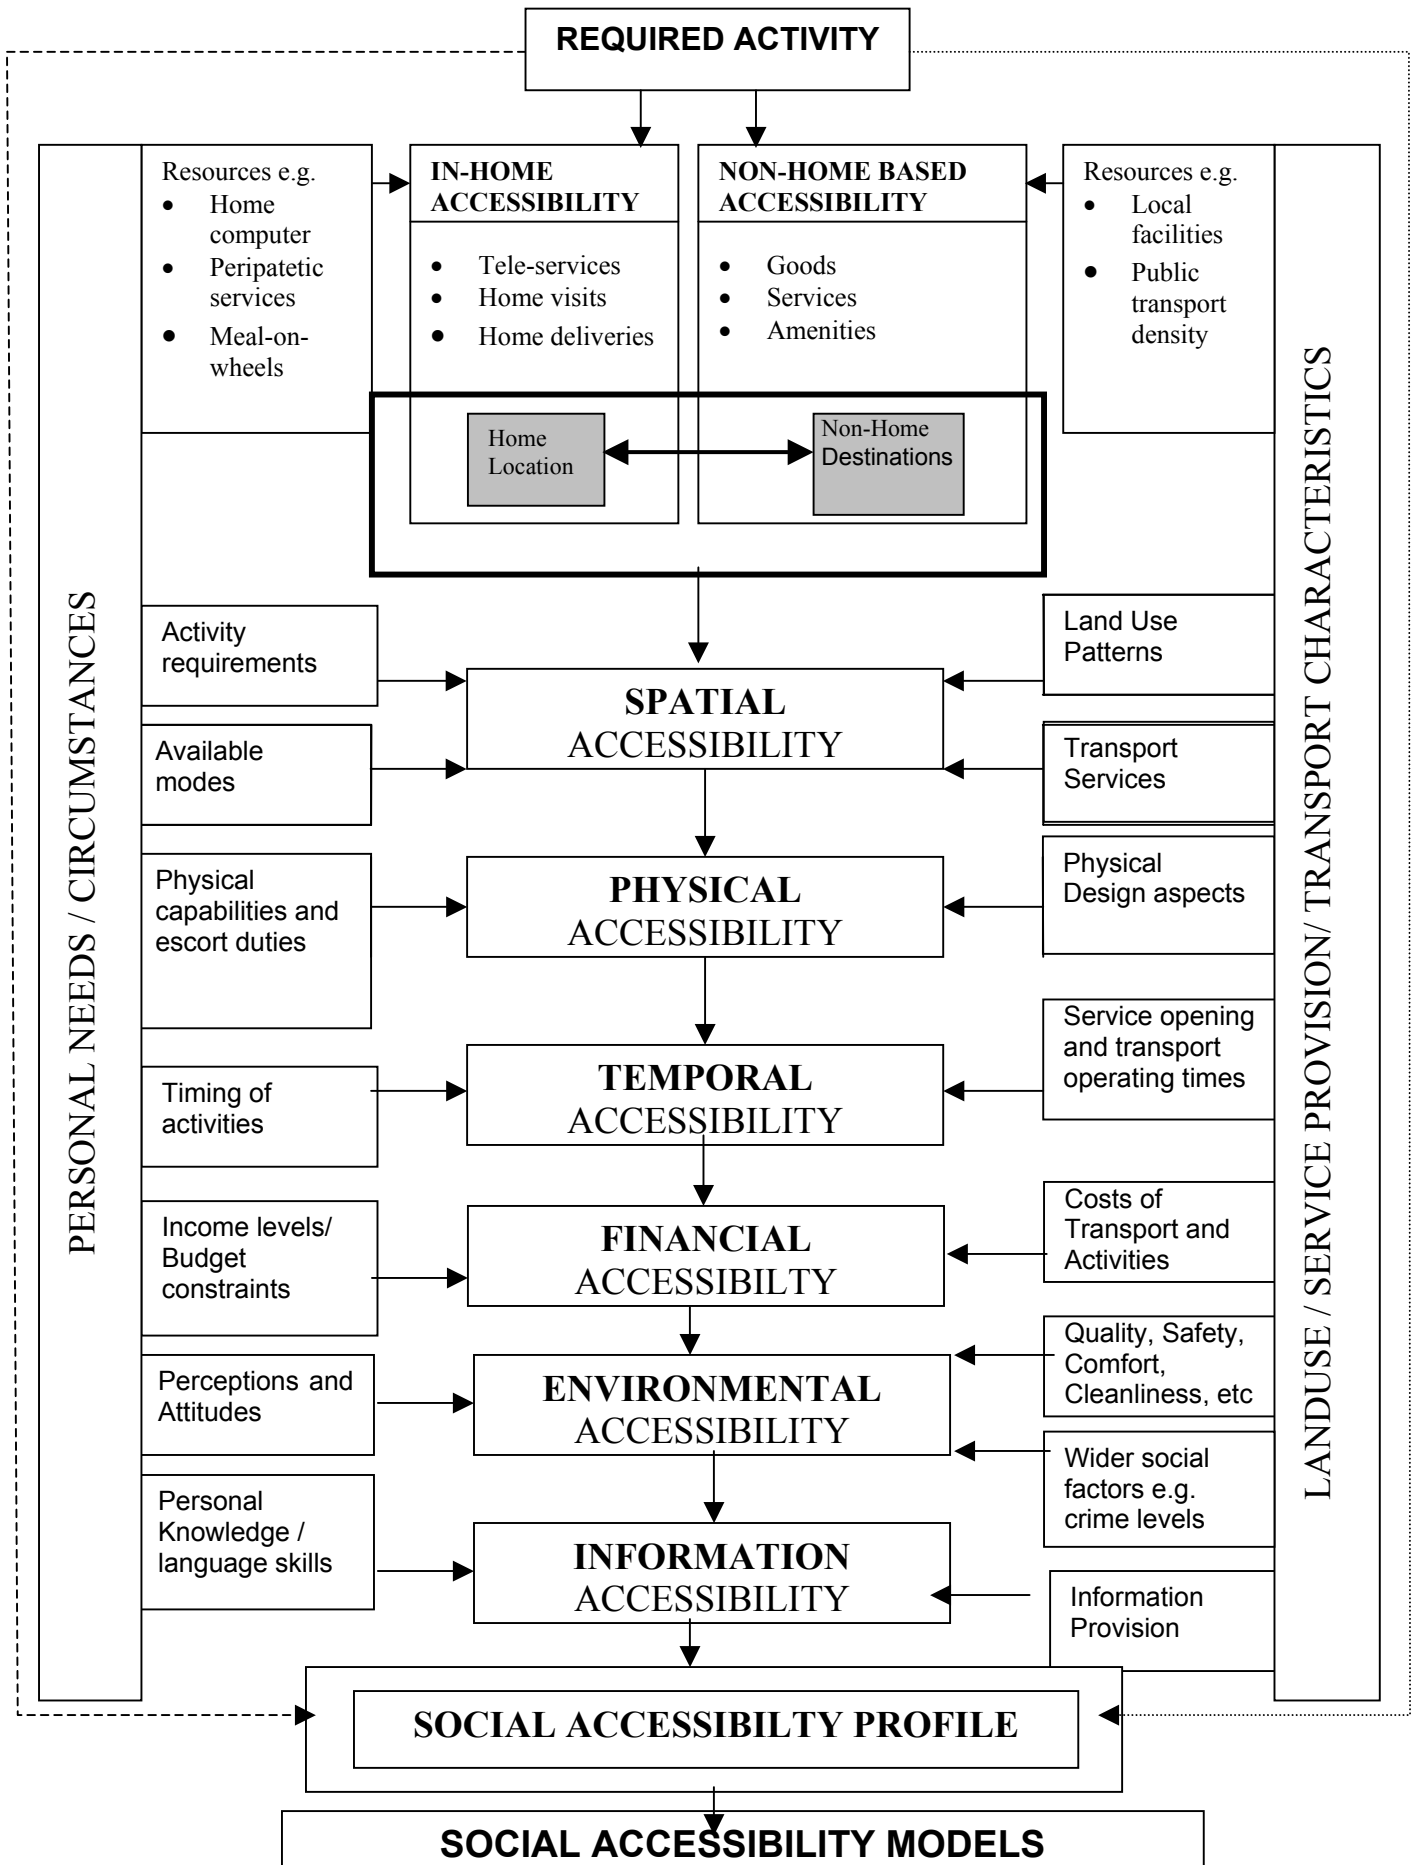 REQUIRED ACTIVITY
PERSONAL NEEDS / CIRCUMSTANCES
Resources e.g.
• Home
computer
• Peripatetic
services
• Meal-on-
wheels
IN-HOME
ACCESSIBILITY
• Tele-services
• Home visits
• Home deliveries
NON-HOME BASED
ACCESSIBILITY
• Goods
• Services
• Amenities
Resources e.g.
• Local
facilities
• Public
transport
density
LANDUSE / SERVICE PROVISION/ TRANSPORT CHARACTERISTICS
Home
Location
Non-Home
Destinations
Activity
requirements
Land Use
Patterns
SPATIAL
ACCESSIBILITY
Available
modes
Transport
Services
Physical
capabilities and
escort duties
PHYSICAL
ACCESSIBILITY
Physical
Design aspects
Timing of
activities
TEMPORAL
ACCESSIBILITY
Service opening
and transport
operating times
Income levels/
Budget
constraints
FINANCIAL
ACCESSIBILTY
Costs of
Transport and
Activities
Perceptions and
Attitudes
ENVIRONMENTAL
ACCESSIBILITY
Quality, Safety,
Comfort,
Cleanliness, etc
Wider social
factors e.g.
crime levels
Personal
Knowledge /
language skills
INFORMATION
ACCESSIBILITY
Information
Provision
SOCIAL ACCESSIBILTY PROFILE
SOCIAL ACCESSIBILITY MODELS